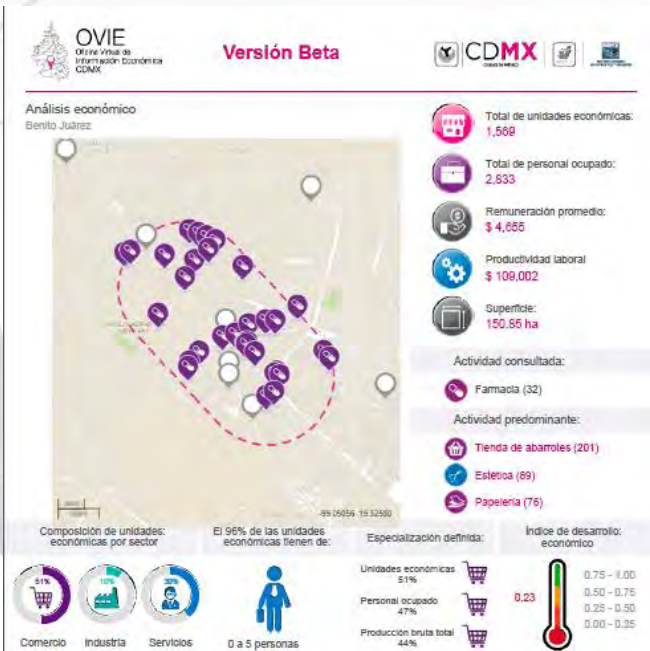 OVIE
Oficina Virtual de
Información Económica
CDMX
Versión Beta
CDMX
Análisis económico
Benito Juárez
Total de unidades económicas:
1,569
Total de personal ocupado:
2,833
Remuneración promedio:
$ 4,655
Productividad laboral
$ 109,002
Superficie:
150.85 ha
Actividad consultada:
Farmacia (32)
Actividad predominante:
Tienda de abarroles (201)
Estética (89)
Papelería (76)
Composición de unidades:
económicas por sector
51%
Comercio
Industria
Servicios
El 96% de las unidades
económicas tienen de:
0 a 5 personas
Especialización definida:
Unidades económicas
51%
Personal ocupado
47%
Producción bruta total
44%
Índice de desarrollo:
económico
0.23
0.75 - 1.00
0.50 - 0.75
0.25 - 0.50
0.00 - 0.25